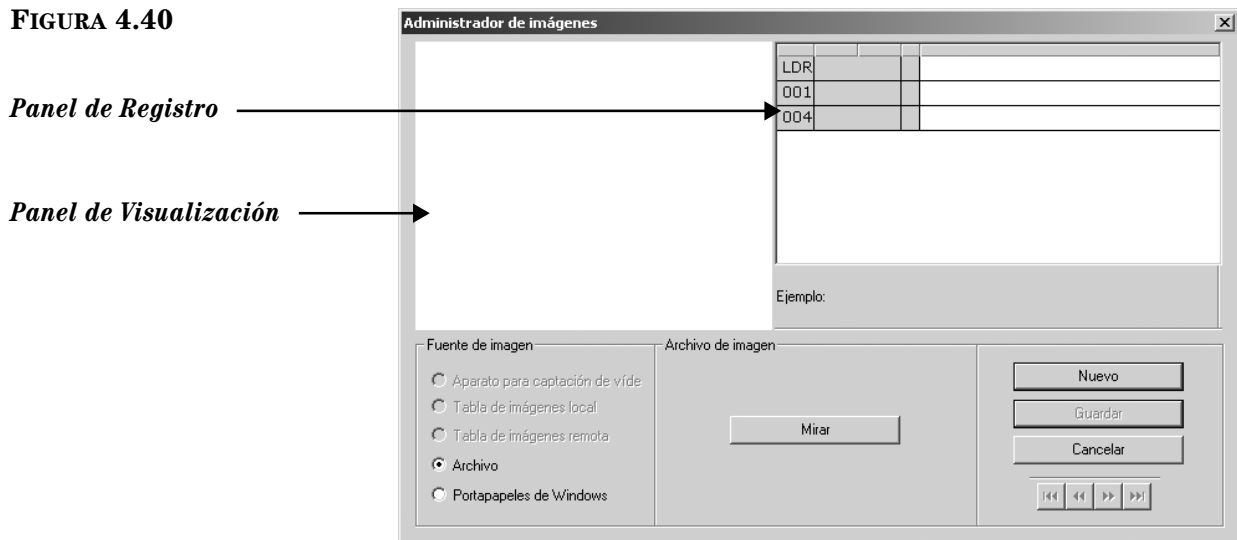 FIGURA 4.40
Administrador de imágenes
LDR
001
Panel de Registro
004
Panel de Visualización
Ejemplo:
Fuente de imagen
Aparato para captación de víde
Tabla de imágenes local
Tabla de imágenes remota
Archivo
Portapapeles de Windows
Archivo de imagen
Mirar
Nuevo
Guardar
Cancelar